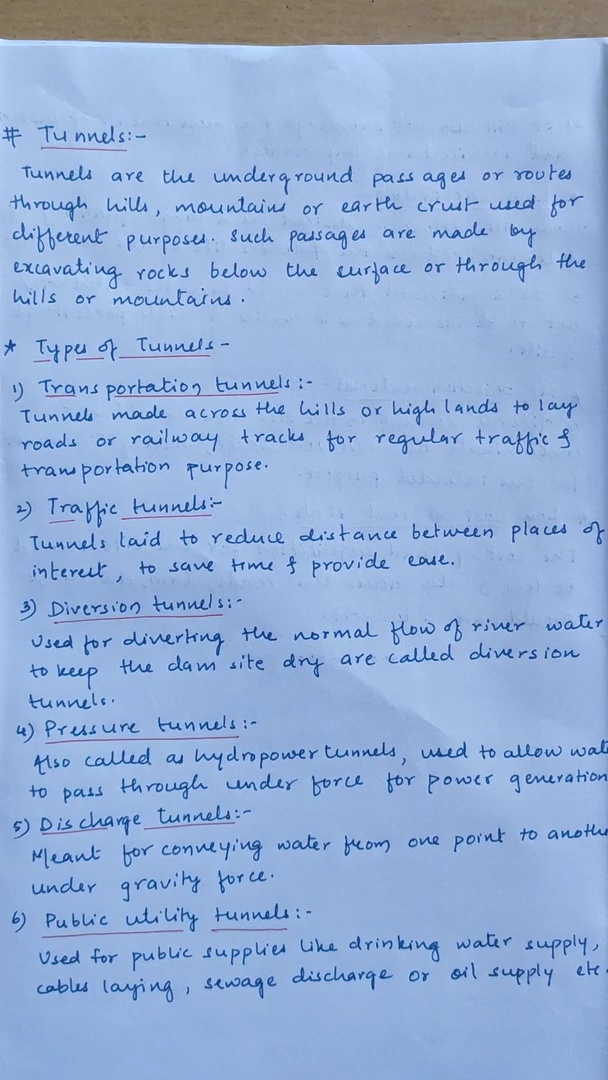 # Tunnels:-
Tunnels are the underground passages or routes
through hills, mountains or earth crust used for
different purposes. Such passages are made by
excavating rocks below the surface or through the
hills or mountains.
* Types of Tunnels -
1) Transportation tunnels:-
Tunnels made across the hills or high lands to lay
roads or railway tracks for regular traffic &
transportation purpose.
2) Traffic tunnels:-
Tunnels laid to reduce distance between places of
interest, to save time & provide ease.
3) Diversion tunnels:-
Used for diverting the normal flow of river water
to keep the dam site dry are called diversion
tunnels.
4) Pressure tunnels:-
Also called as hydropower tunnels, used to allow wat
to pass through under force for power generation
5) Discharge tunnels:-
Meant for conveying water from one point to anothe
under gravity force.
6) Public utility tunnels:-
Used for public supplies like drinking water supply,
cables laying, sewage discharge or oil supply etc.